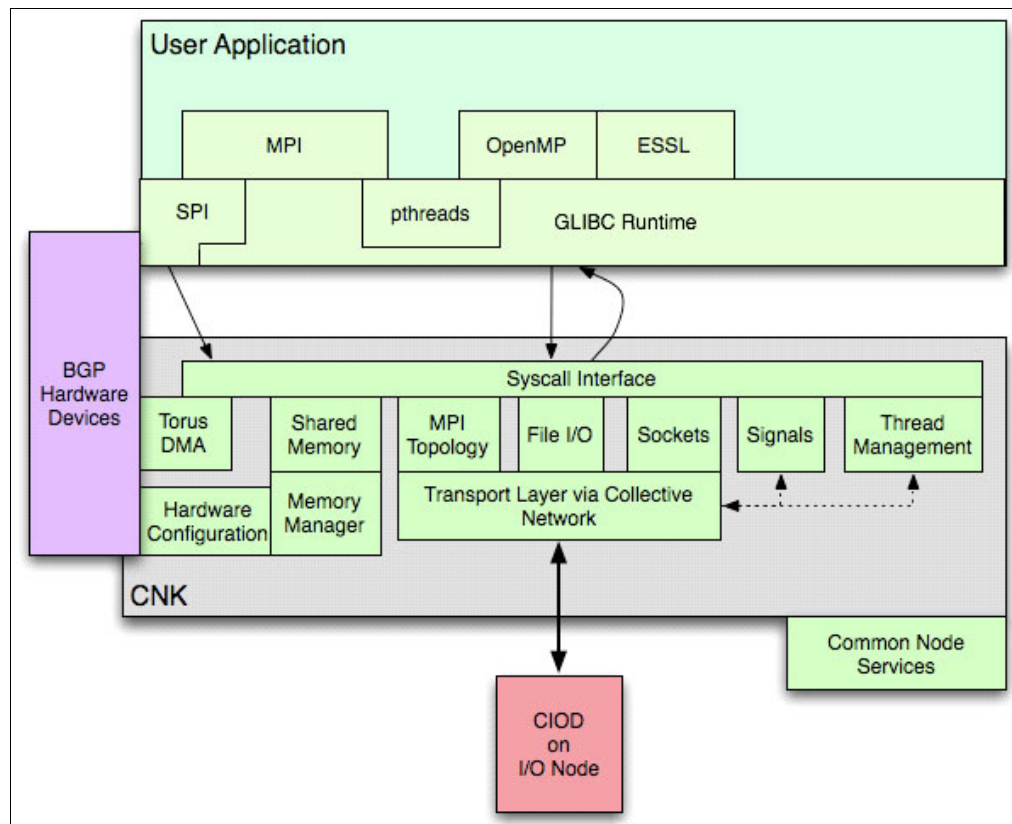 User Application
MPI
OpenMP
ESSL
SPI
pthreads
GLIBC Runtime
BGP
Hardware
Devices
Syscall Interface
Torus
DMA
Shared
Memory
MPI
Topology
File I/O
Sockets
Signals
Thread
Management
Hardware
Configuration
Memory
Manager
Transport Layer via Collective
Network
CNK
Common Node
Services
CIOD
on
I/O Node